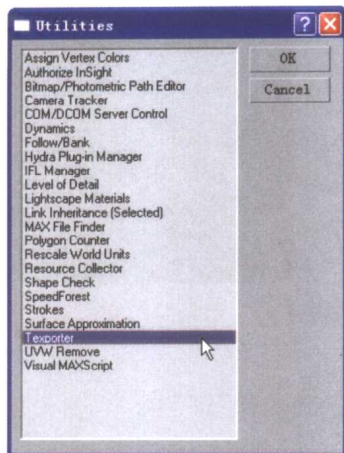 Utilities
Assign Vertex Colors
OK
Authorize InSight
Bitmap/Photometric Path Editor
Cancel
Camera Tracker
COM/DCOM Server Control
Dynamics
Follow/Bank
Hydra Plug-in Manager
IFL Manager
Level of Detail
Lightscape Materials
Link Inheritance (Selected)
MAX File Finder
Polygon Counter
Rescale World Units
Resource Collector
Shape Check
SpeedForest
Strokes
Surface Approximation
Texporter
UVW Remove
Visual MAXScript